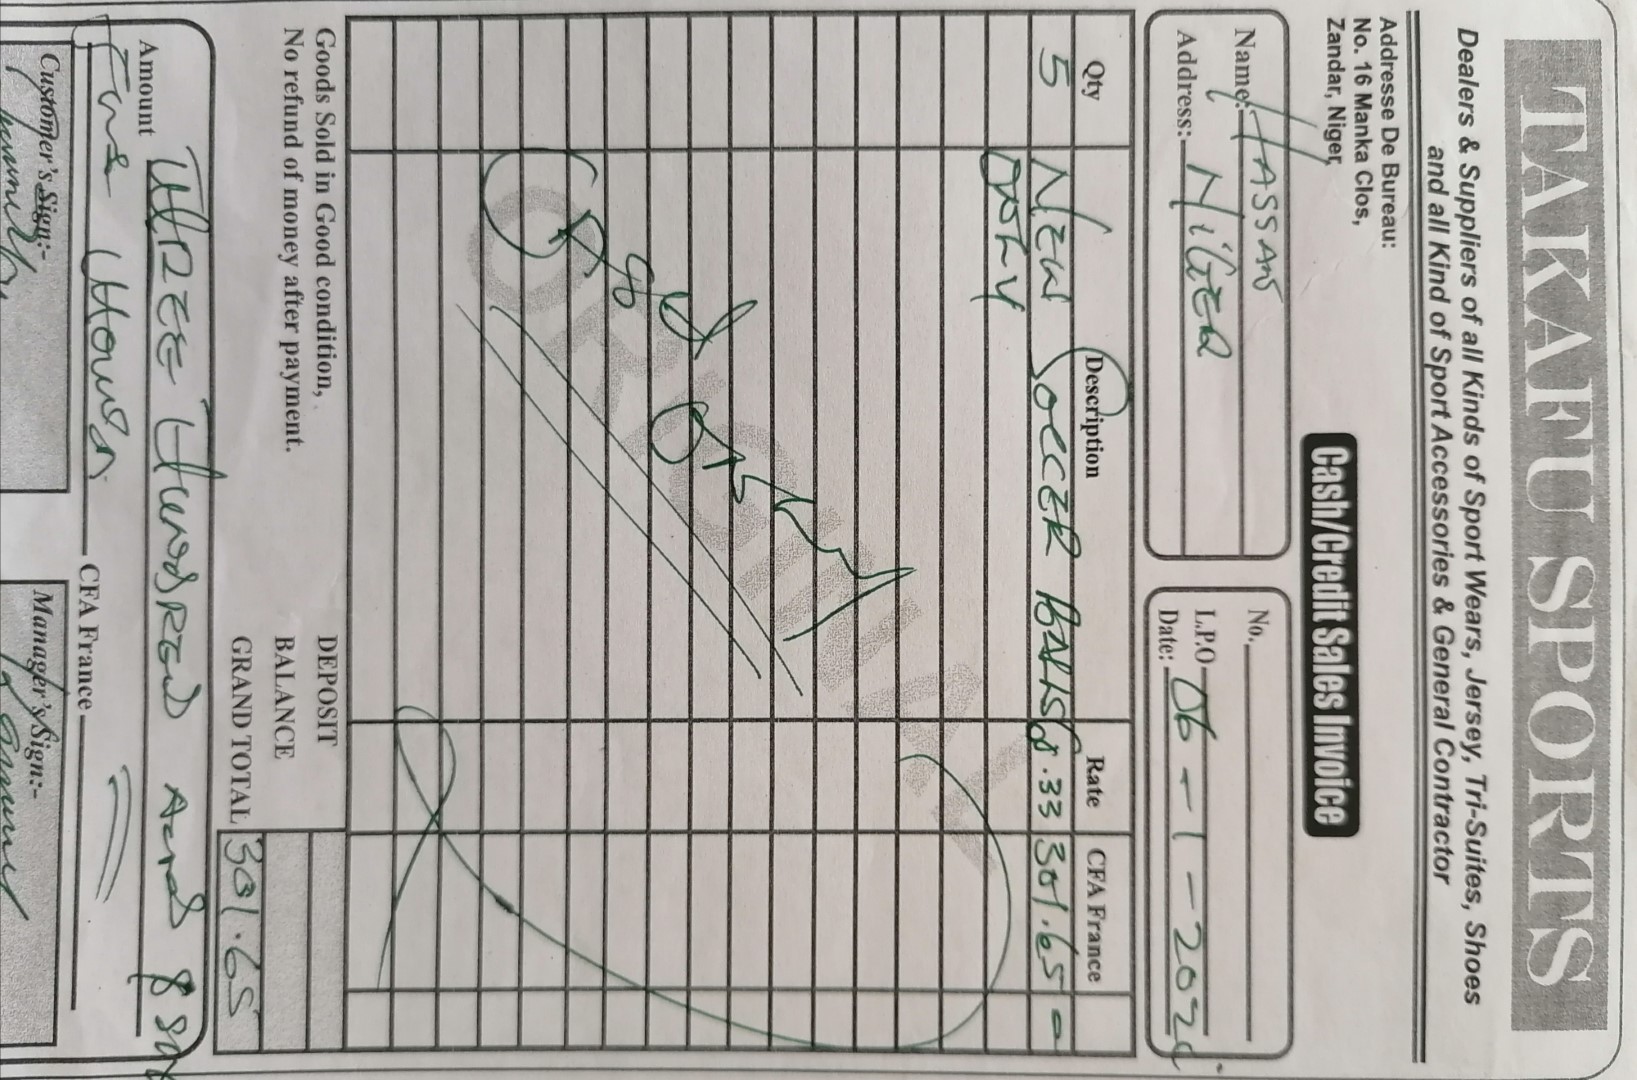 TAKAFU SPORTS
Dealers & Suppliers of all Kinds of Sport Wears, Jersey, Tri-Suites, Shoes
and all Kind of Sport Accessories & General Contractor
Addresse De Bureau:
No. 16 Manka Clos,
Zandar, Niger,
Cash/Credit Sales Invoice
Name: HASSAN
Address: NiGER
No.
L.P.O
Date: 06 - 1 - 202
Qty Description Rate CFA France
5 NEW SOCCER BALLS .33 301.65 0
ORIGINAL
Goods Sold in Good condition,
No refund of money after payment.
DEPOSIT
BALANCE
GRAND TOTAL 301.65
Amount THREE HUNDRED And
CFA France
Customer's Sign:-
Manager's Sign:-